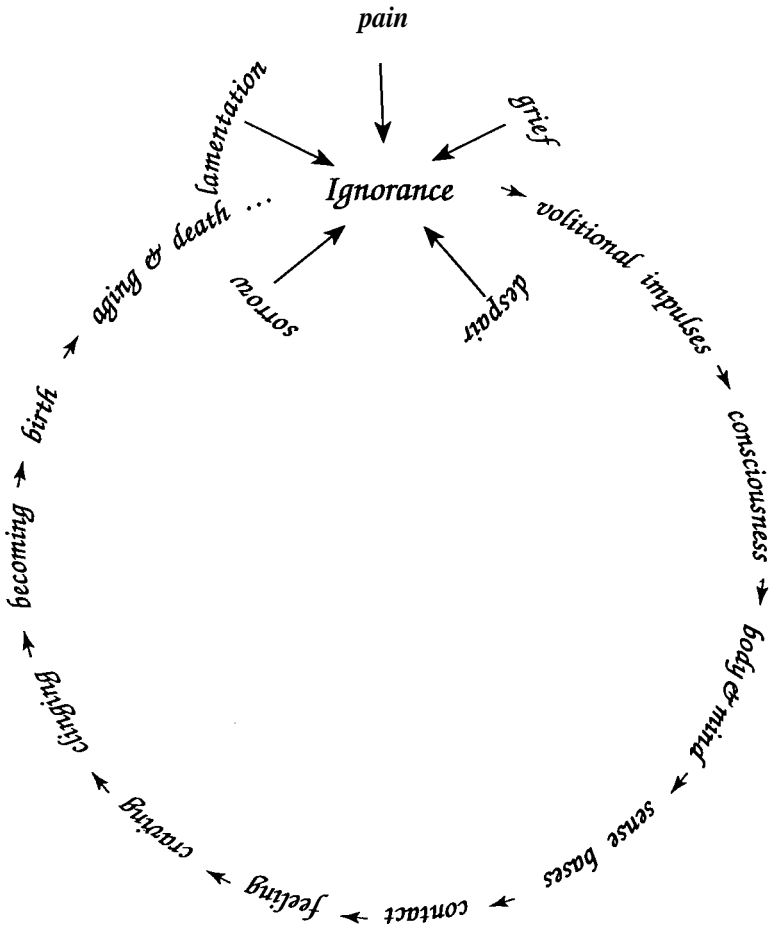 pain
lamentation
grief
Ignorance
sorrow
despair
volitional impulses
consciousness
body & mind
sense bases
contact
feeling
craving
clinging
becoming
birth
aging & death ...